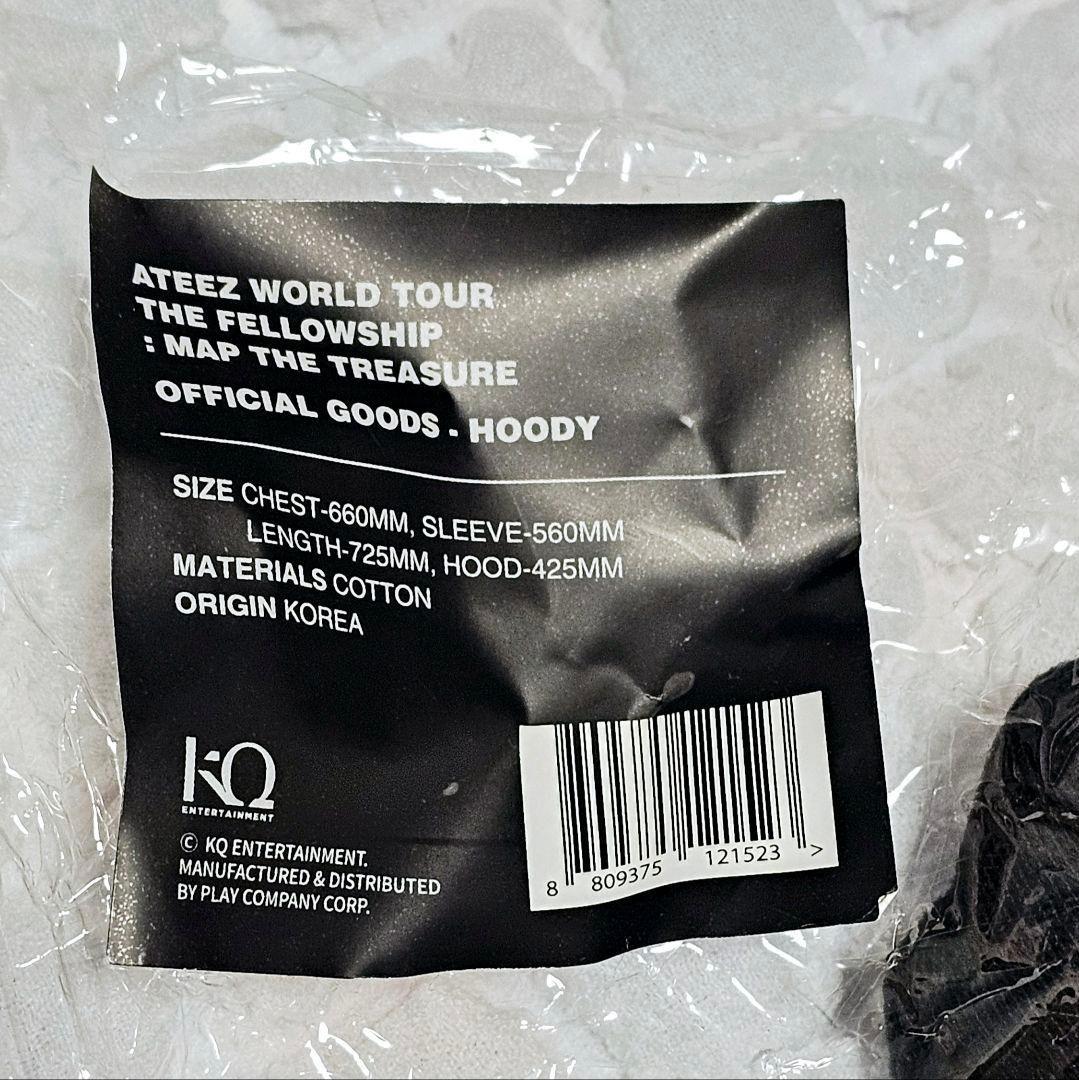 ATEEZ WORLD TOUR
THE FELLOWSHIP
: MAP THE TREASURE
OFFICIAL GOODS - HOODY
SIZE CHEST-660MM, SLEEVE-560MM
LENGTH-725MM, HOOD-425MM
MATERIALS COTTON
ORIGIN KOREA
KQ
ENTERTAINMENT
© KQ ENTERTAINMENT.
MANUFACTURED & DISTRIBUTED
BY PLAY COMPANY CORP.
8 809375 121523 >